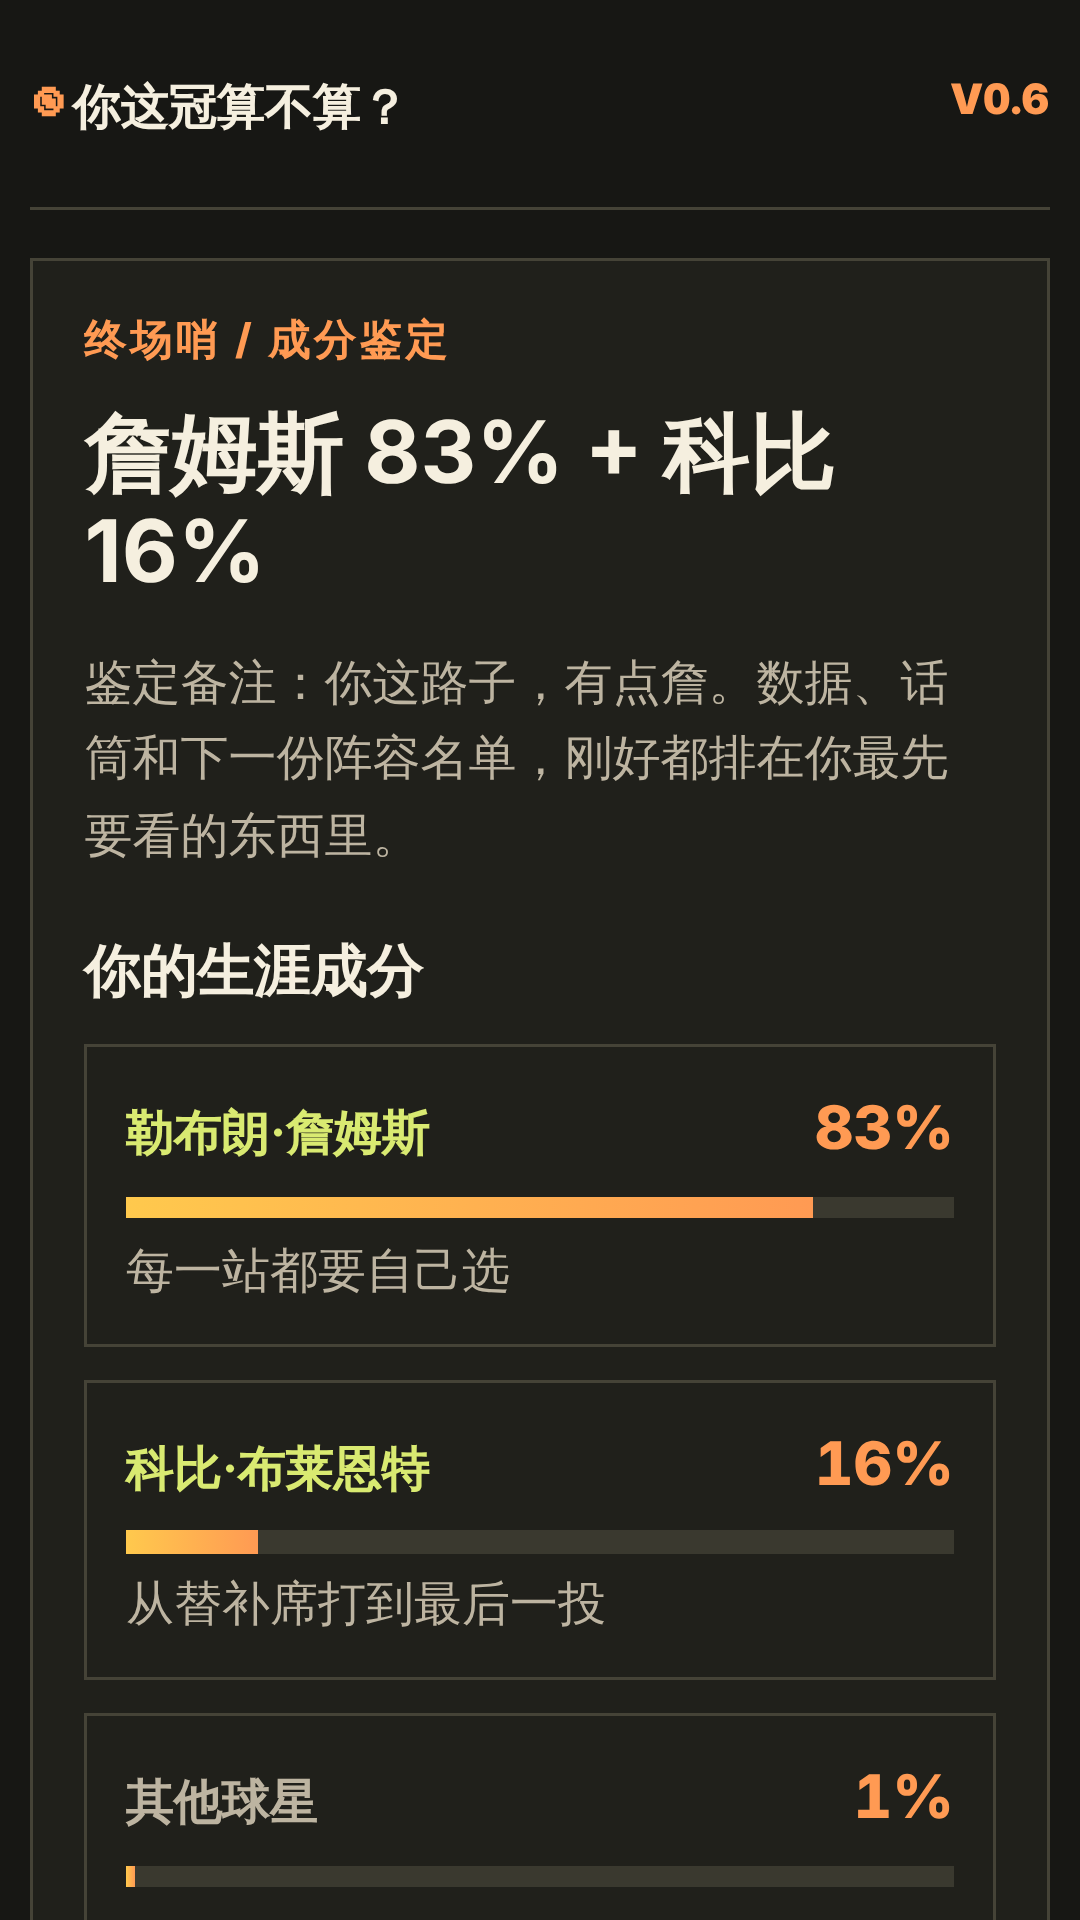 你这冠算不算？
V0.6
终场哨 / 成分鉴定
詹姆斯 83% + 科比
16%
鉴定备注：你这路子，有点詹。数据、话
筒和下一份阵容名单，刚好都排在你最先
要看的东西里。
你的生涯成分
勒布朗·詹姆斯
83%
每一站都要自己选
科比·布莱恩特
16%
从替补席打到最后一投
其他球星
1%